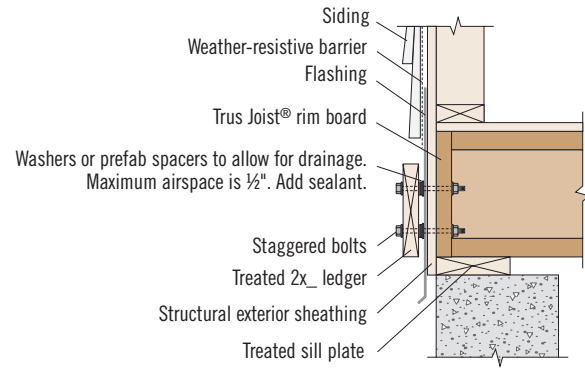 Siding
Weather-resistive barrier
Flashing
Trus Joist® rim board
Washers or prefab spacers to allow for drainage.
Maximum airspace is ½". Add sealant.
Staggered bolts
Treated 2x_ ledger
Structural exterior sheathing
Treated sill plate